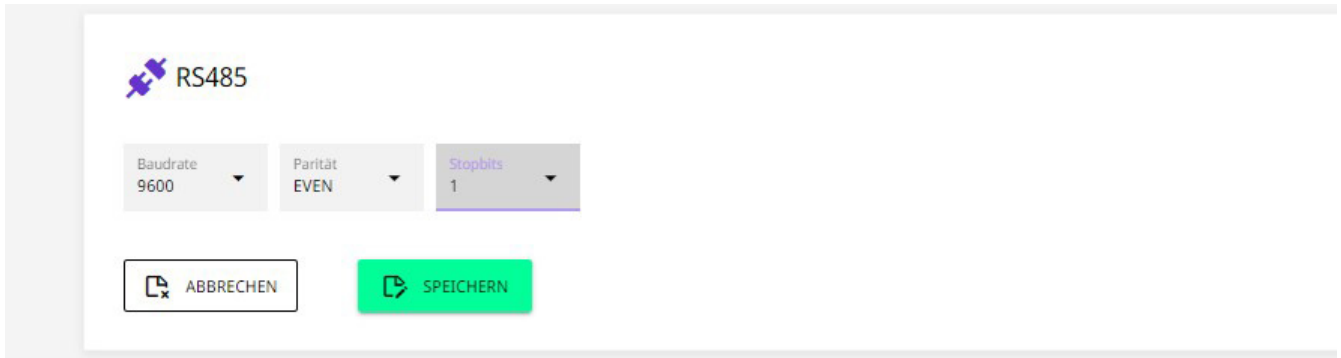 RS485
Baudrate Parität Stopbits
9600 EVEN 1
ABBRECHEN SPEICHERN